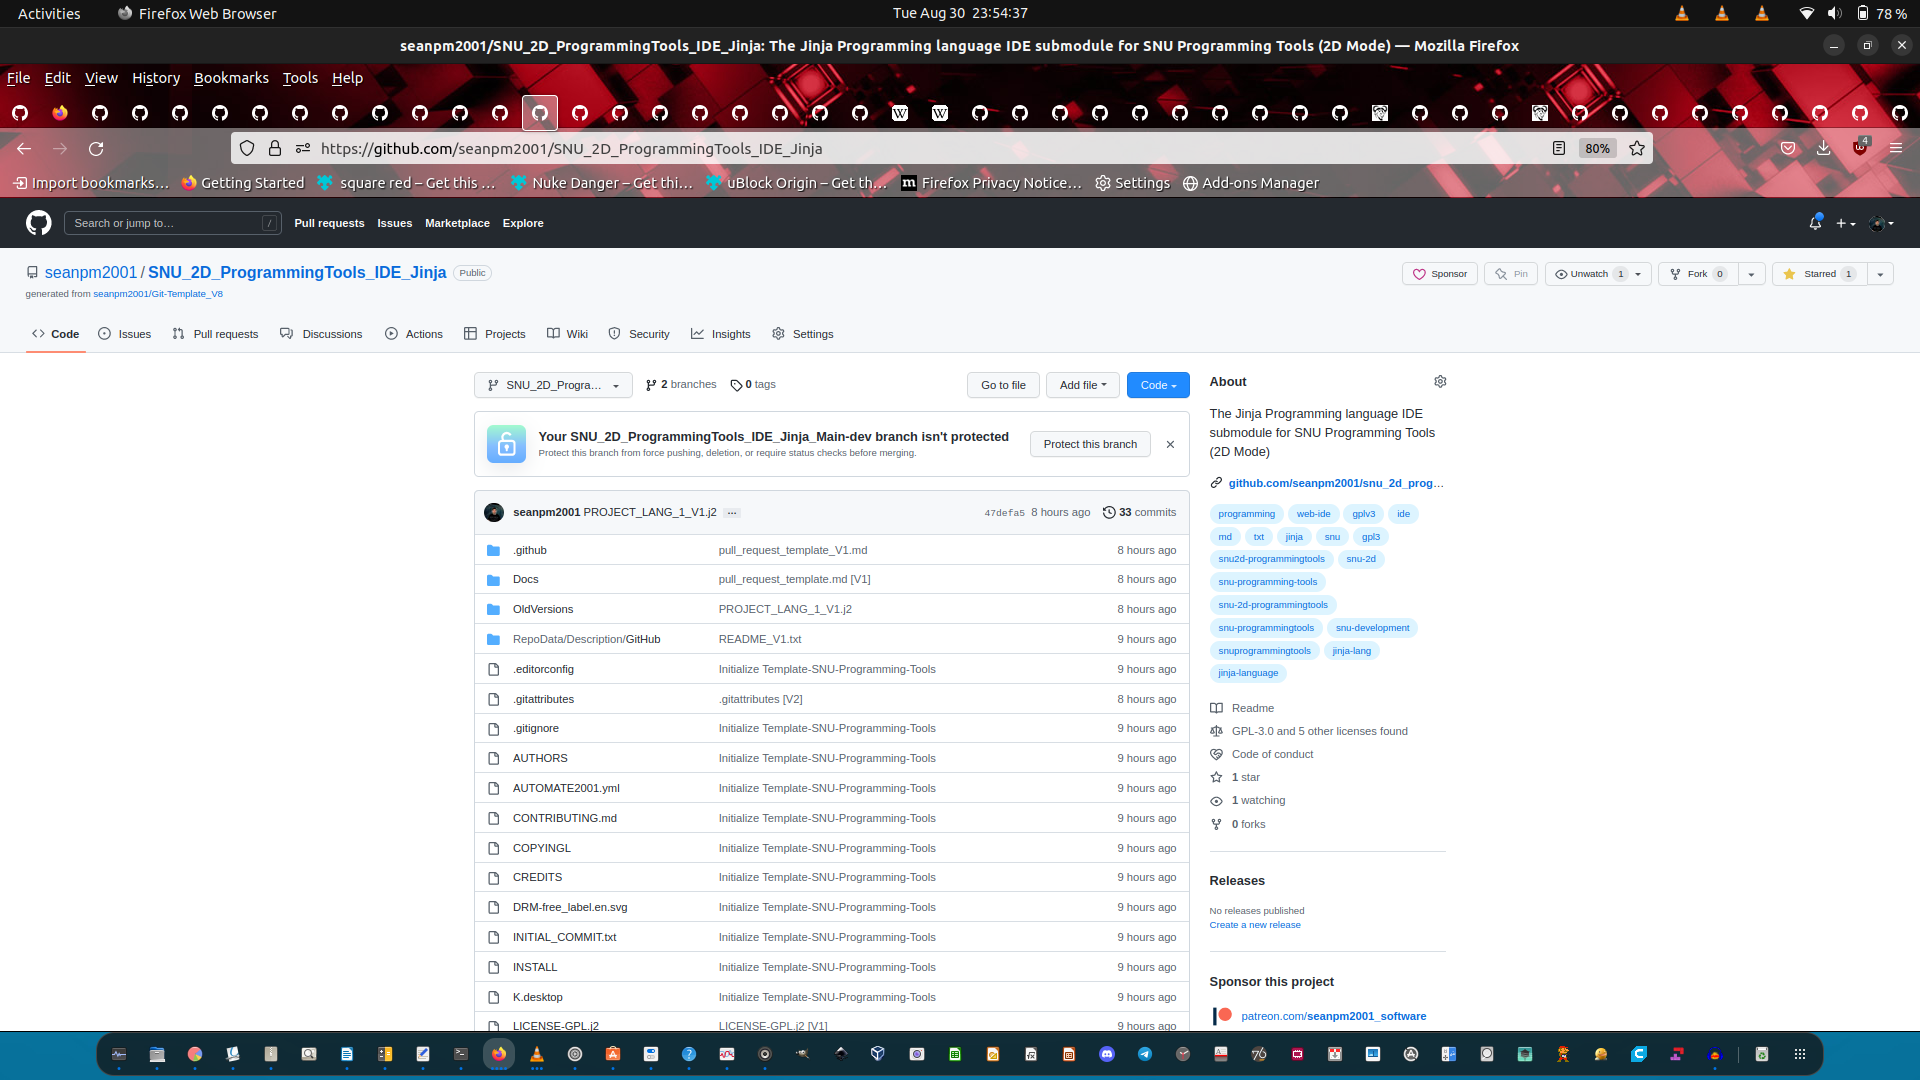 Activities Firefox Web Browser Tue Aug 30 23:54:37 78 %
seanpm2001/SNU_2D_ProgrammingTools_IDE_Jinja: The Jinja Programming language IDE submodule for SNU Programming Tools (2D Mode) — Mozilla Firefox
File Edit View History Bookmarks Tools Help
https://github.com/seanpm2001/SNU_2D_ProgrammingTools_IDE_Jinja 80% 4
Import bookmarks… Getting Started square red – Get this … Nuke Danger – Get thi… uBlock Origin – Get th… Firefox Privacy Notice… Settings Add-ons Manager
Search or jump to… / Pull requests Issues Marketplace Explore
seanpm2001 / SNU_2D_ProgrammingTools_IDE_Jinja Public Sponsor Pin Unwatch 1 Fork 0 Starred 1
generated from seanpm2001/Git-Template_V8
Code Issues Pull requests Discussions Actions Projects Wiki Security Insights Settings
SNU_2D_Progra… 2 branches 0 tags Go to file Add file Code
Your SNU_2D_ProgrammingTools_IDE_Jinja_Main-dev branch isn't protected
Protect this branch from force pushing, deletion, or require status checks before merging.
Protect this branch
seanpm2001 PROJECT_LANG_1_V1.j2 … 47defa5 8 hours ago 33 commits
.github pull_request_template_V1.md 8 hours ago
Docs pull_request_template.md [V1] 8 hours ago
OldVersions PROJECT_LANG_1_V1.j2 8 hours ago
RepoData/Description/GitHub README_V1.txt 9 hours ago
.editorconfig Initialize Template-SNU-Programming-Tools 9 hours ago
.gitattributes .gitattributes [V2] 8 hours ago
.gitignore Initialize Template-SNU-Programming-Tools 9 hours ago
AUTHORS Initialize Template-SNU-Programming-Tools 9 hours ago
AUTOMATE2001.yml Initialize Template-SNU-Programming-Tools 9 hours ago
CONTRIBUTING.md Initialize Template-SNU-Programming-Tools 9 hours ago
COPYINGL Initialize Template-SNU-Programming-Tools 9 hours ago
CREDITS Initialize Template-SNU-Programming-Tools 9 hours ago
DRM-free_label.en.svg Initialize Template-SNU-Programming-Tools 9 hours ago
INITIAL_COMMIT.txt Initialize Template-SNU-Programming-Tools 9 hours ago
INSTALL Initialize Template-SNU-Programming-Tools 9 hours ago
K.desktop Initialize Template-SNU-Programming-Tools 9 hours ago
LICENSE-GPL.j2 LICENSE-GPL.j2 [V1] 9 hours ago
About
The Jinja Programming language IDE
submodule for SNU Programming Tools
(2D Mode)
github.com/seanpm2001/snu_2d_prog…
programming web-ide gplv3 ide
md txt jinja snu gpl3
snu2d-programmingtools snu-2d
snu-programming-tools
snu-2d-programmingtools
snu-programmingtools snu-development
snuprogrammingtools jinja-lang
jinja-language
Readme
GPL-3.0 and 5 other licenses found
Code of conduct
1 star
1 watching
0 forks
Releases
No releases published
Create a new release
Sponsor this project
patreon.com/seanpm2001_software